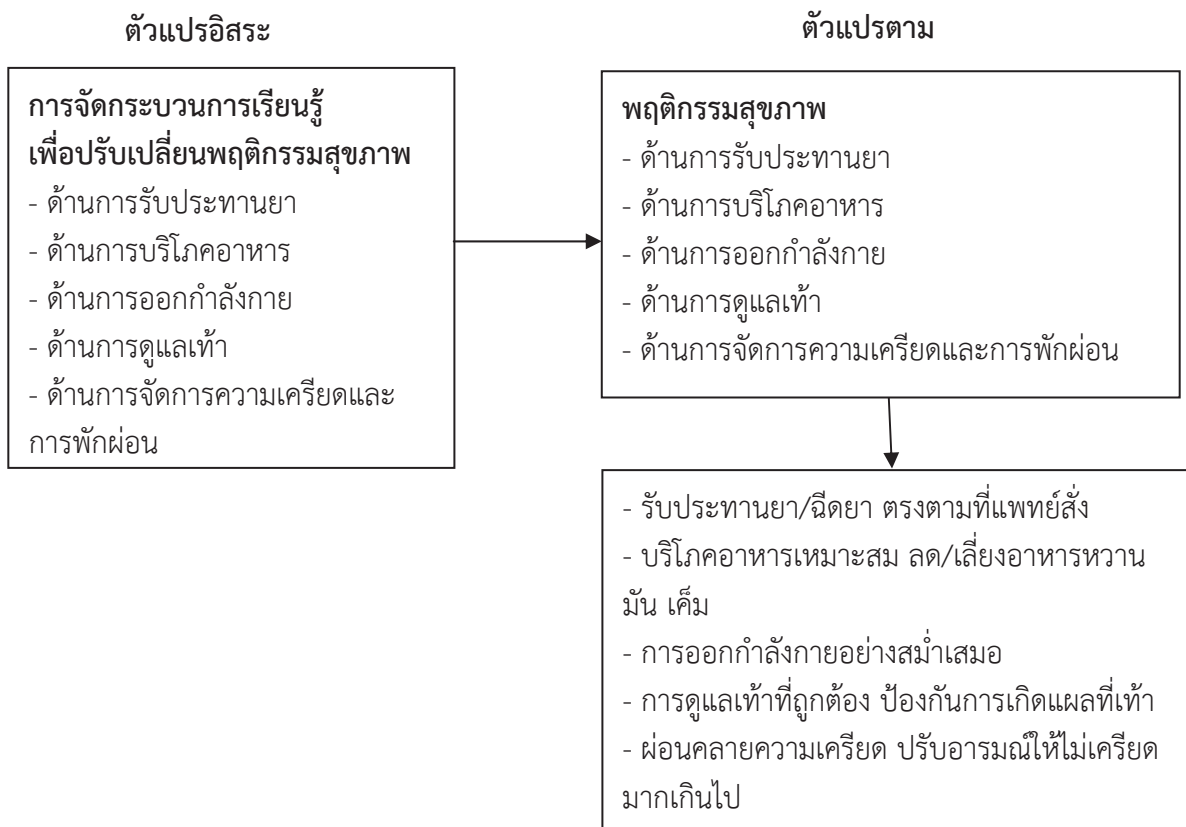 ตัวแปรอิสระ
การจัดกระบวนการเรียนรู้
เพื่อปรับเปลี่ยนพฤติกรรมสุขภาพ
- ด้านการรับประทานยา
- ด้านการบริโภคอาหาร
- ด้านการออกกำลังกาย
- ด้านการดูแลเท้า
- ด้านการจัดการความเครียดและ
การพักผ่อน
ตัวแปรตาม
พฤติกรรมสุขภาพ
- ด้านการรับประทานยา
- ด้านการบริโภคอาหาร
- ด้านการออกกำลังกาย
- ด้านการดูแลเท้า
- ด้านการจัดการความเครียดและการพักผ่อน
- รับประทานยา/ฉีดยา ตรงตามที่แพทย์สั่ง
- บริโภคอาหารเหมาะสม ลด/เลี่ยงอาหารหวาน
มัน เค็ม
- การออกกำลังกายอย่างสม่ำเสมอ
- การดูแลเท้าที่ถูกต้อง ป้องกันการเกิดแผลที่เท้า
- ผ่อนคลายความเครียด ปรับอารมณ์ให้ไม่เครียด
มากเกินไป